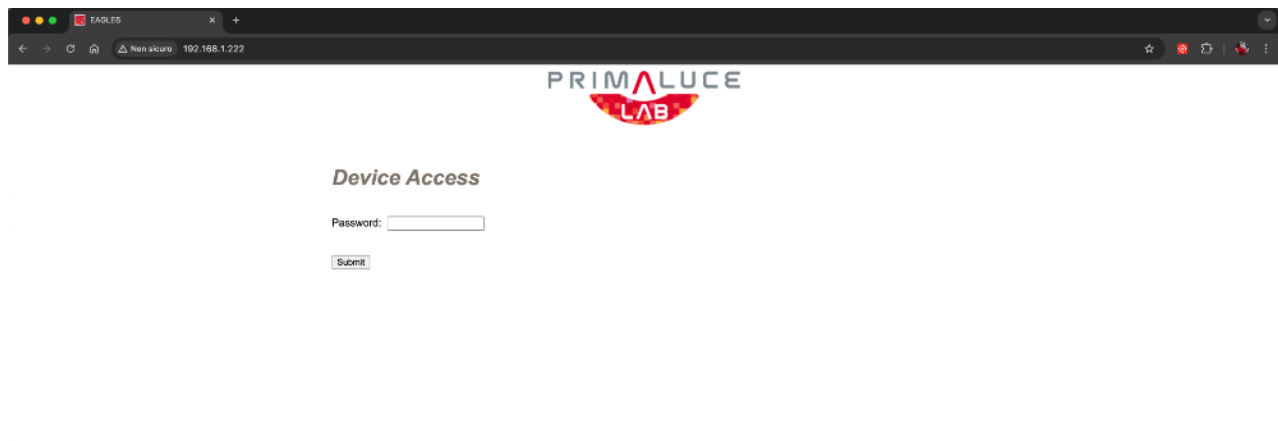 EAGLE6
Non sicuro 192.168.1.222
PRIMALUCE
LAB
Device Access
Password:
Submit